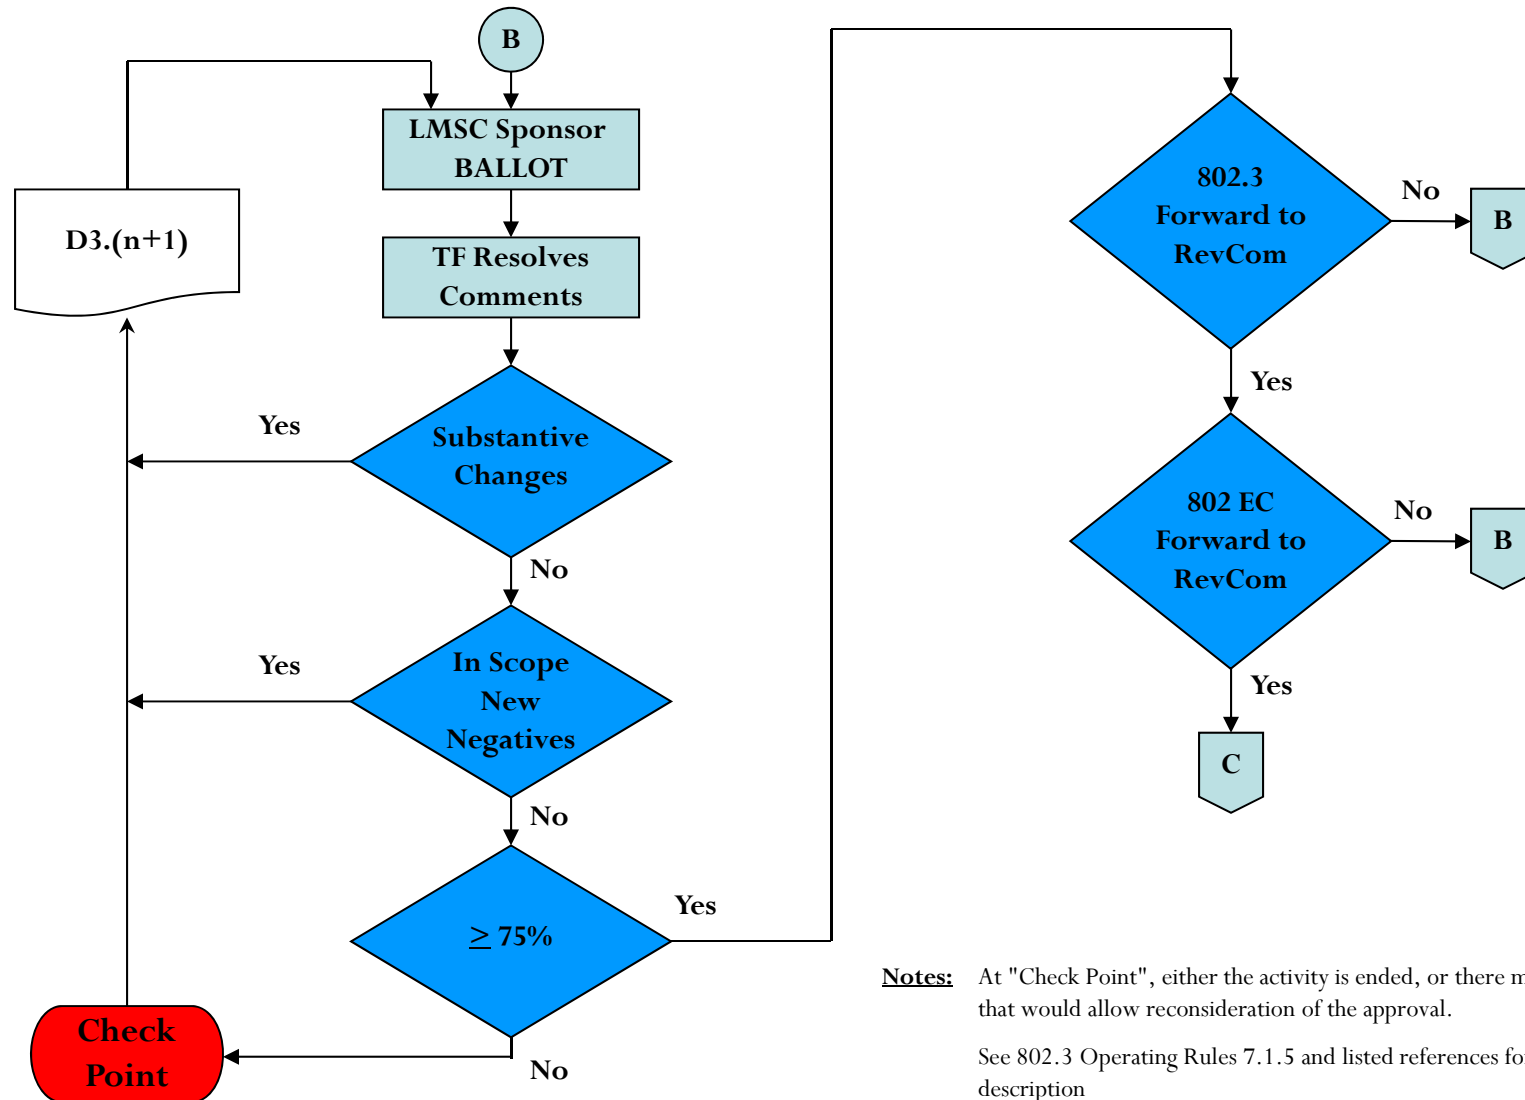 B
LMSC Sponsor
BALLOT
D3.(n+1)
TF Resolves
Comments
Yes
Substantive
Changes
No
Yes
In Scope
New
Negatives
No
≥ 75%
Yes
Check
Point
No
802.3
Forward to
RevCom
No
B
Yes
802 EC
Forward to
RevCom
No
B
Yes
C
Notes: At "Check Point", either the activity is ended, or there
that would allow reconsideration of the approval.
See 802.3 Operating Rules 7.1.5 and listed references
description